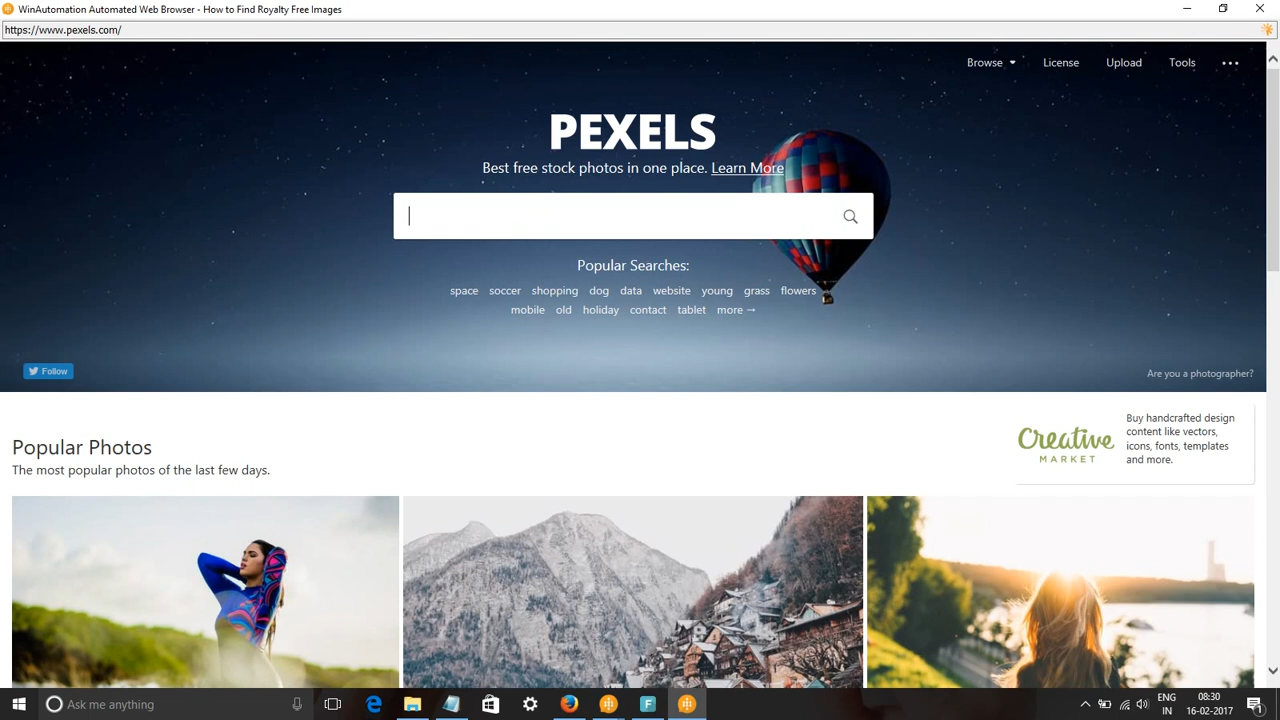 WinAutomation Automated Web Browser - How to Find Royalty Free Images
https://www.pexels.com/
Browse License Upload Tools
PEXELS
Best free stock photos in one place. Learn More
Popular Searches:
space soccer shopping dog data website young grass flowers
mobile old holiday contact tablet more →
Follow
Are you a photographer?
Popular Photos
The most popular photos of the last few days.
Creative
MARKET
Buy handcrafted design
content like vectors,
icons, fonts, templates
and more.
Ask me anything
F
ENG
IN
08:30
16-02-2017
1